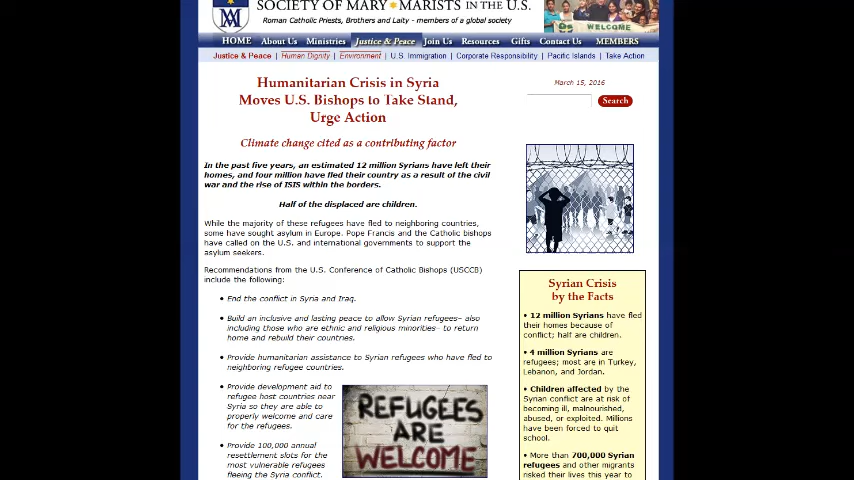 SOCIETY OF MARY ★ MARISTS IN THE U.S.
Roman Catholic Priests, Brothers and Laity - members of a global society
WELCOME
HOME About Us Ministries Justice & Peace Join Us Resources Gifts Contact Us MEMBERS
Justice & Peace | Human Dignity | Environment | U.S. Immigration | Corporate Responsibility | Pacific Islands | Take Action
Humanitarian Crisis in Syria
Moves U.S. Bishops to Take Stand,
Urge Action
Climate change cited as a contributing factor
In the past five years, an estimated 12 million Syrians have left their
homes, and four million have fled their country as a result of the civil
war and the rise of ISIS within the borders.
Half of the displaced are children.
While the majority of these refugees have fled to neighboring countries,
some have sought asylum in Europe. Pope Francis and the Catholic bishops
have called on the U.S. and international governments to support the
asylum seekers.
Recommendations from the U.S. Conference of Catholic Bishops (USCCB)
include the following:
• End the conflict in Syria and Iraq.
• Build an inclusive and lasting peace to allow Syrian refugees– also
including those who are ethnic and religious minorities– to return
home and rebuild their countries.
• Provide humanitarian assistance to Syrian refugees who have fled to
neighboring refugee countries.
• Provide development aid to
refugee host countries near
Syria so they are able to
properly welcome and care
for the refugees.
• Provide 100,000 annual
resettlement slots for the
most vulnerable refugees
fleeing the Syria conflict.
REFUGEES
ARE
WELCOME
March 15, 2016
Search
Syrian Crisis
by the Facts
• 12 million Syrians have fled
their homes because of
conflict; half are children.
• 4 million Syrians are
refugees; most are in Turkey,
Lebanon, and Jordan.
• Children affected by the
Syrian conflict are at risk of
becoming ill, malnourished,
abused, or exploited. Millions
have been forced to quit
school.
• More than 700,000 Syrian
refugees and other migrants
risked their lives this year to